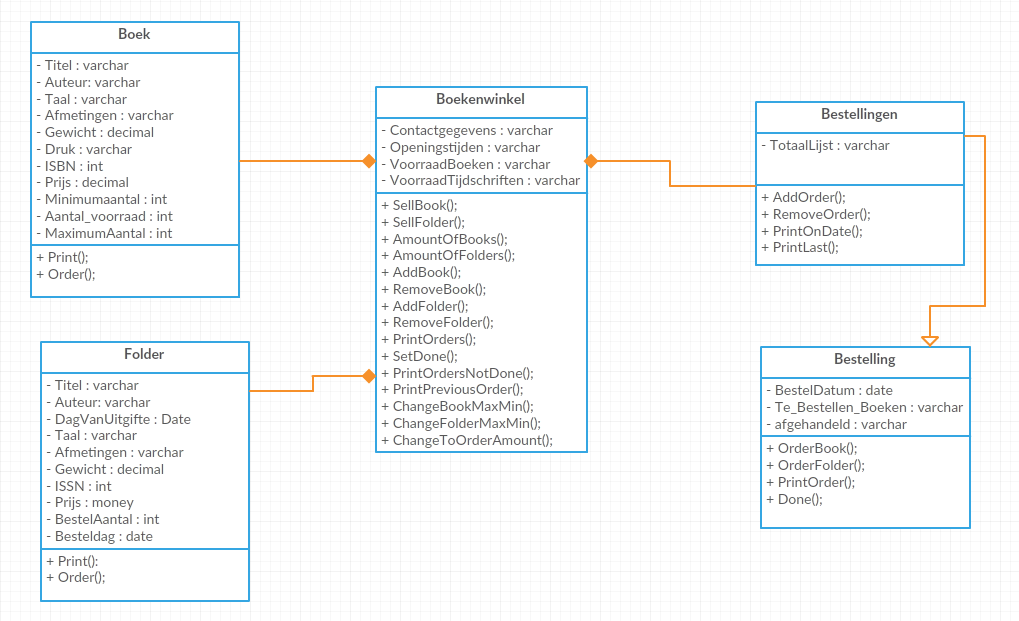 Boek
- Titel : varchar
- Auteur: varchar
- Taal : varchar
- Afmetingen : varchar
- Gewicht : decimal
- Druk : varchar
- ISBN : int
- Prijs : decimal
- Minimumaantal : int
- Aantal_voorraad : int
- MaximumAantal : int
+ Print();
+ Order();
Folder
- Titel : varchar
- Auteur: varchar
- DagVanUitgifte : Date
- Taal : varchar
- Afmetingen : varchar
- Gewicht : decimal
- ISSN : int
- Prijs : money
- BestelAantal : int
- Besteldag : date
+ Print():
+ Order();
Boekenwinkel
- Contactgegevens : varchar
- Openingstijden : varchar
- VoorraadBoeken : varchar
- VoorraadTijdschriften : varchar
+ SellBook();
+ SellFolder();
+ AmountOfBooks();
+ AmountOfFolders();
+ AddBook();
+ RemoveBook();
+ AddFolder();
+ RemoveFolder();
+ PrintOrders();
+ SetDone();
+ PrintOrdersNotDone();
+ PrintPreviousOrder();
+ ChangeBookMaxMin();
+ ChangeFolderMaxMin();
+ ChangeToOrderAmount();
Bestellingen
- TotaalLijst : varchar
+ AddOrder();
+ RemoveOrder();
+ PrintOnDate();
+ PrintLast();
Bestelling
- BestelDatum : date
- Te_Bestellen_Boeken : varchar
- afgehandeld : varchar
+ OrderBook();
+ OrderFolder();
+ PrintOrder();
+ Done();